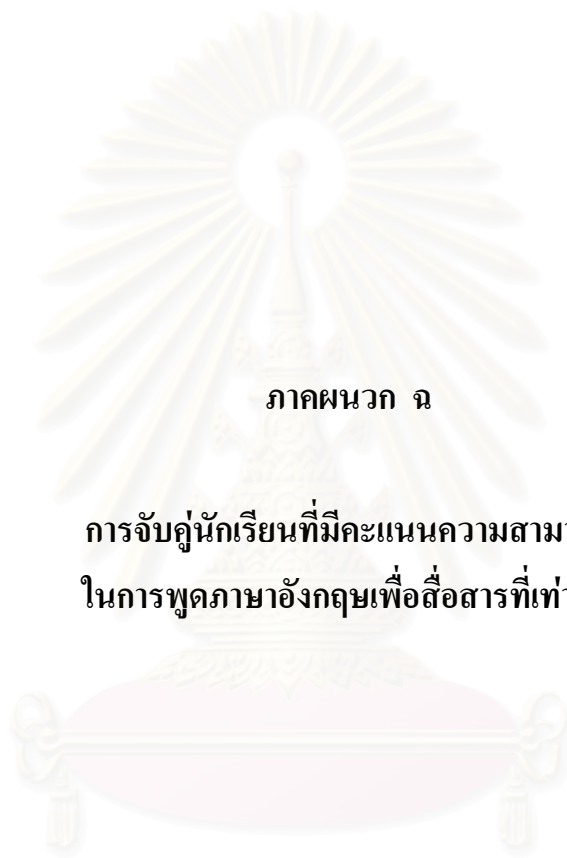 ภาคผนวก ฉ
การจับคู่นักเรียนที่มีคะแนนความสามา
ในการพูดภาษาอังกฤษเพื่อสื่อสารที่เท่า